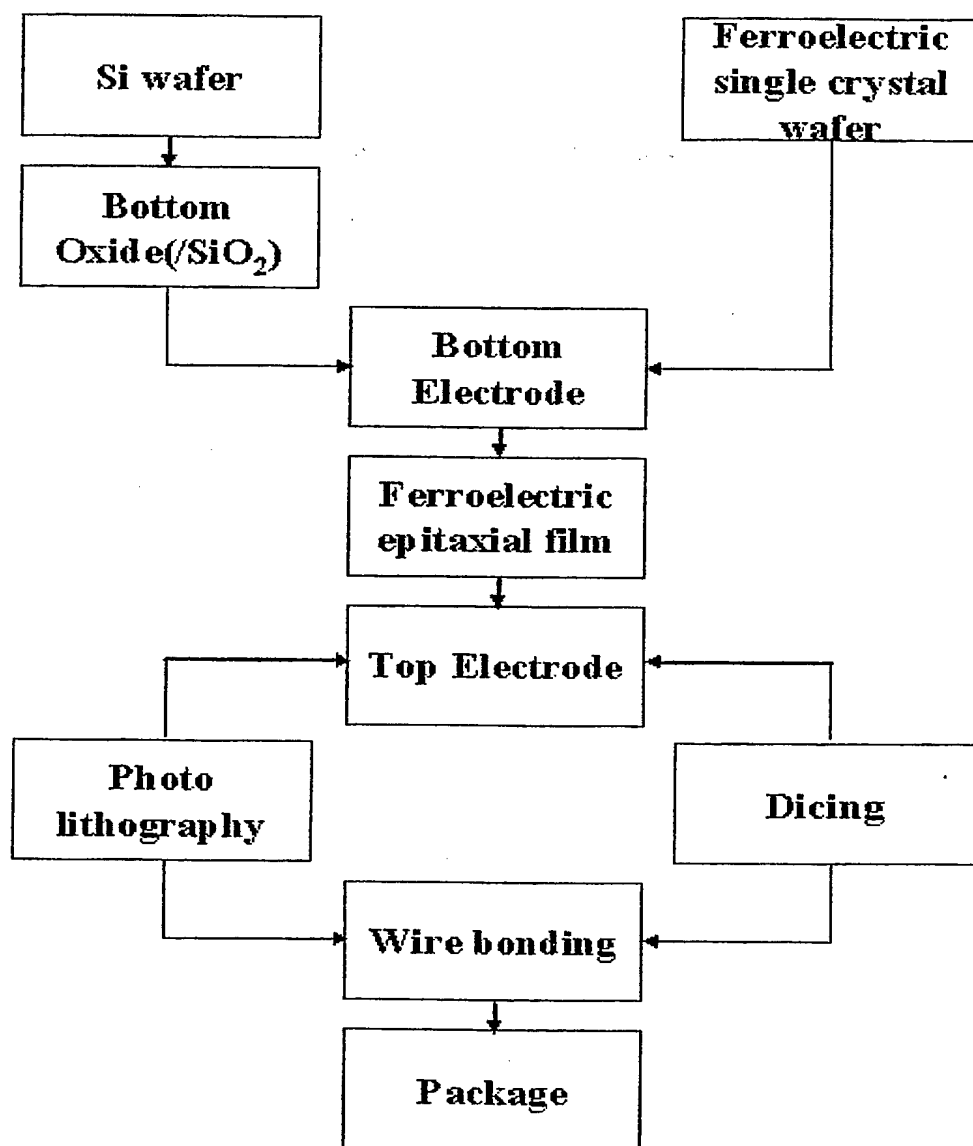 Si wafer
Ferroelectric
single crystal
wafer
Bottom
Oxide(/SiO₂)
Bottom
Electrode
Ferroelectric
epitaxial film
Top Electrode
Photo
lithography
Dicing
Wire bonding
Package